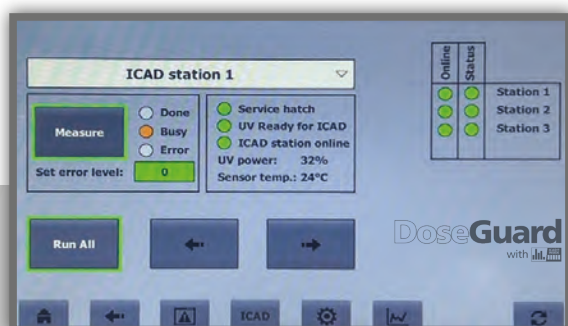 ICAD station 1
Measure
Done
Busy
Error
Set error level:
0
Service hatch
UV Ready for ICAD
ICAD station online
UV power: 32%
Sensor temp.: 24°C
Online
Status
Station 1
Station 2
Station 3
Run All
DoseGuard
with
ICAD